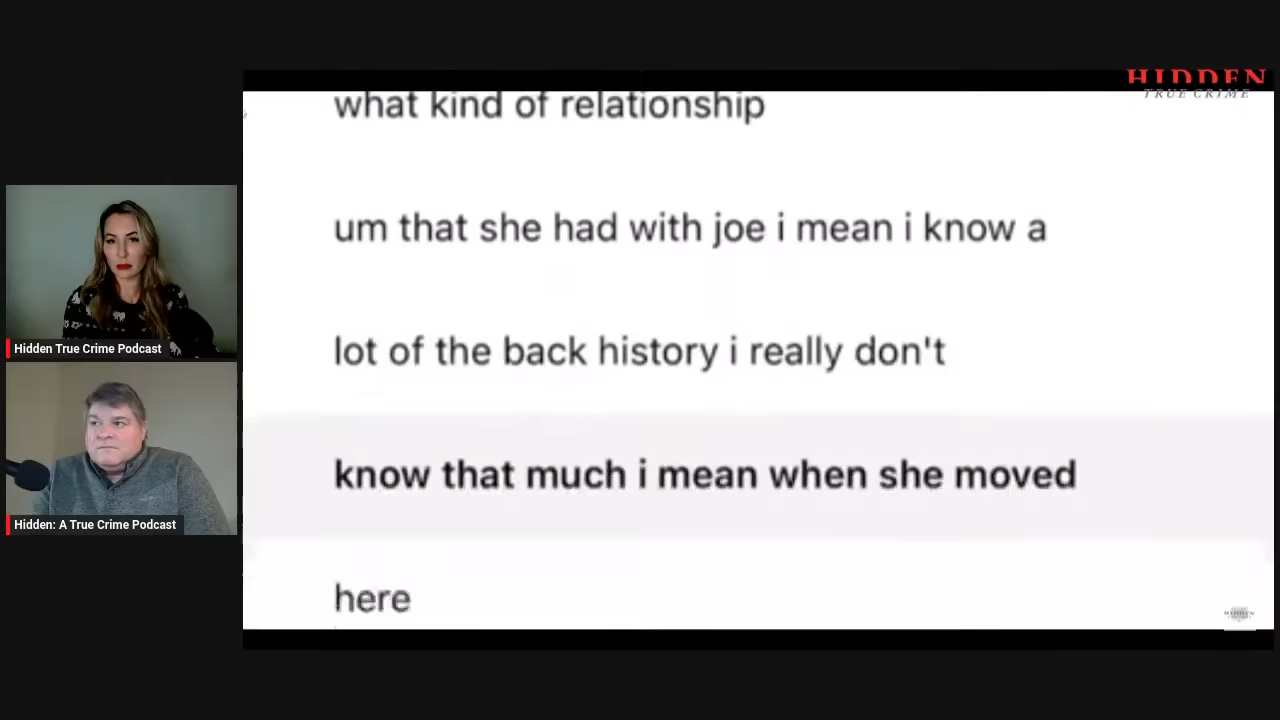 HIDDEN
TRUE CRIME
what kind of relationship
um that she had with joe i mean i know a
lot of the back history i really don't
know that much i mean when she moved
here
Hidden True Crime Podcast
Hidden: A True Crime Podcast
HIDDEN